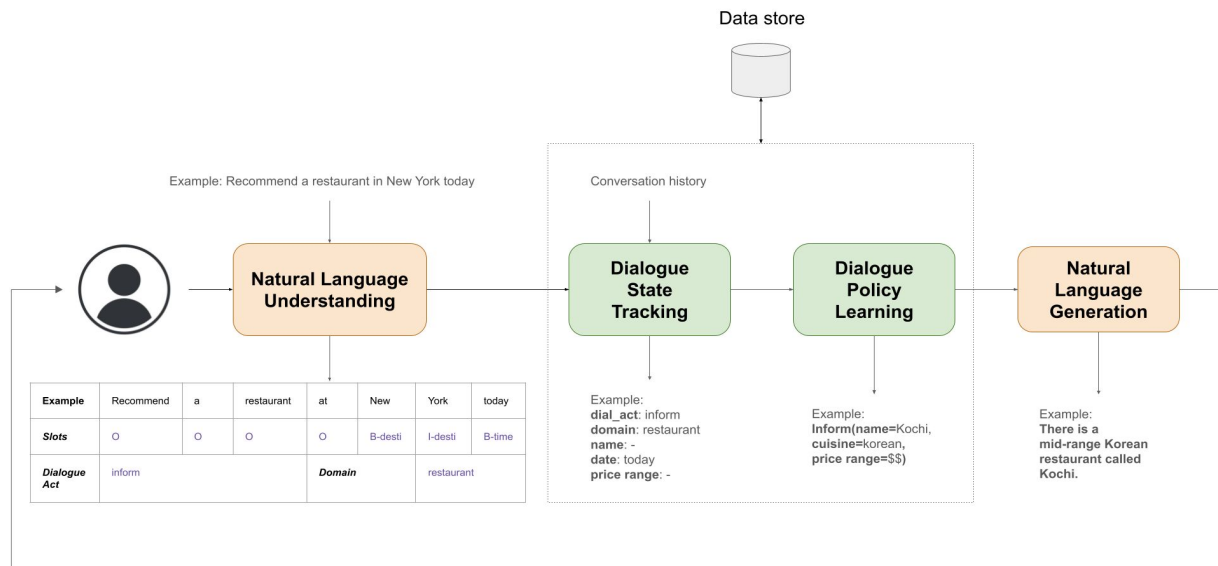 Data store
Example: Recommend a restaurant in New York today
Conversation history
Natural Language
Understanding
Dialogue
State
Tracking
Dialogue
Policy
Learning
Natural
Language
Generation
Example Recommend a restaurant at New York today
Slots O O O O B-desti I-desti B-time
Dialogue
Act
inform
Domain
restaurant
Example:
dial_act: inform
domain: restaurant
name: -
date: today
price range: -
Example:
Inform(name=Kochi,
cuisine=korean,
price range=$$)
Example:
There is a
mid-range Korean
restaurant called
Kochi.